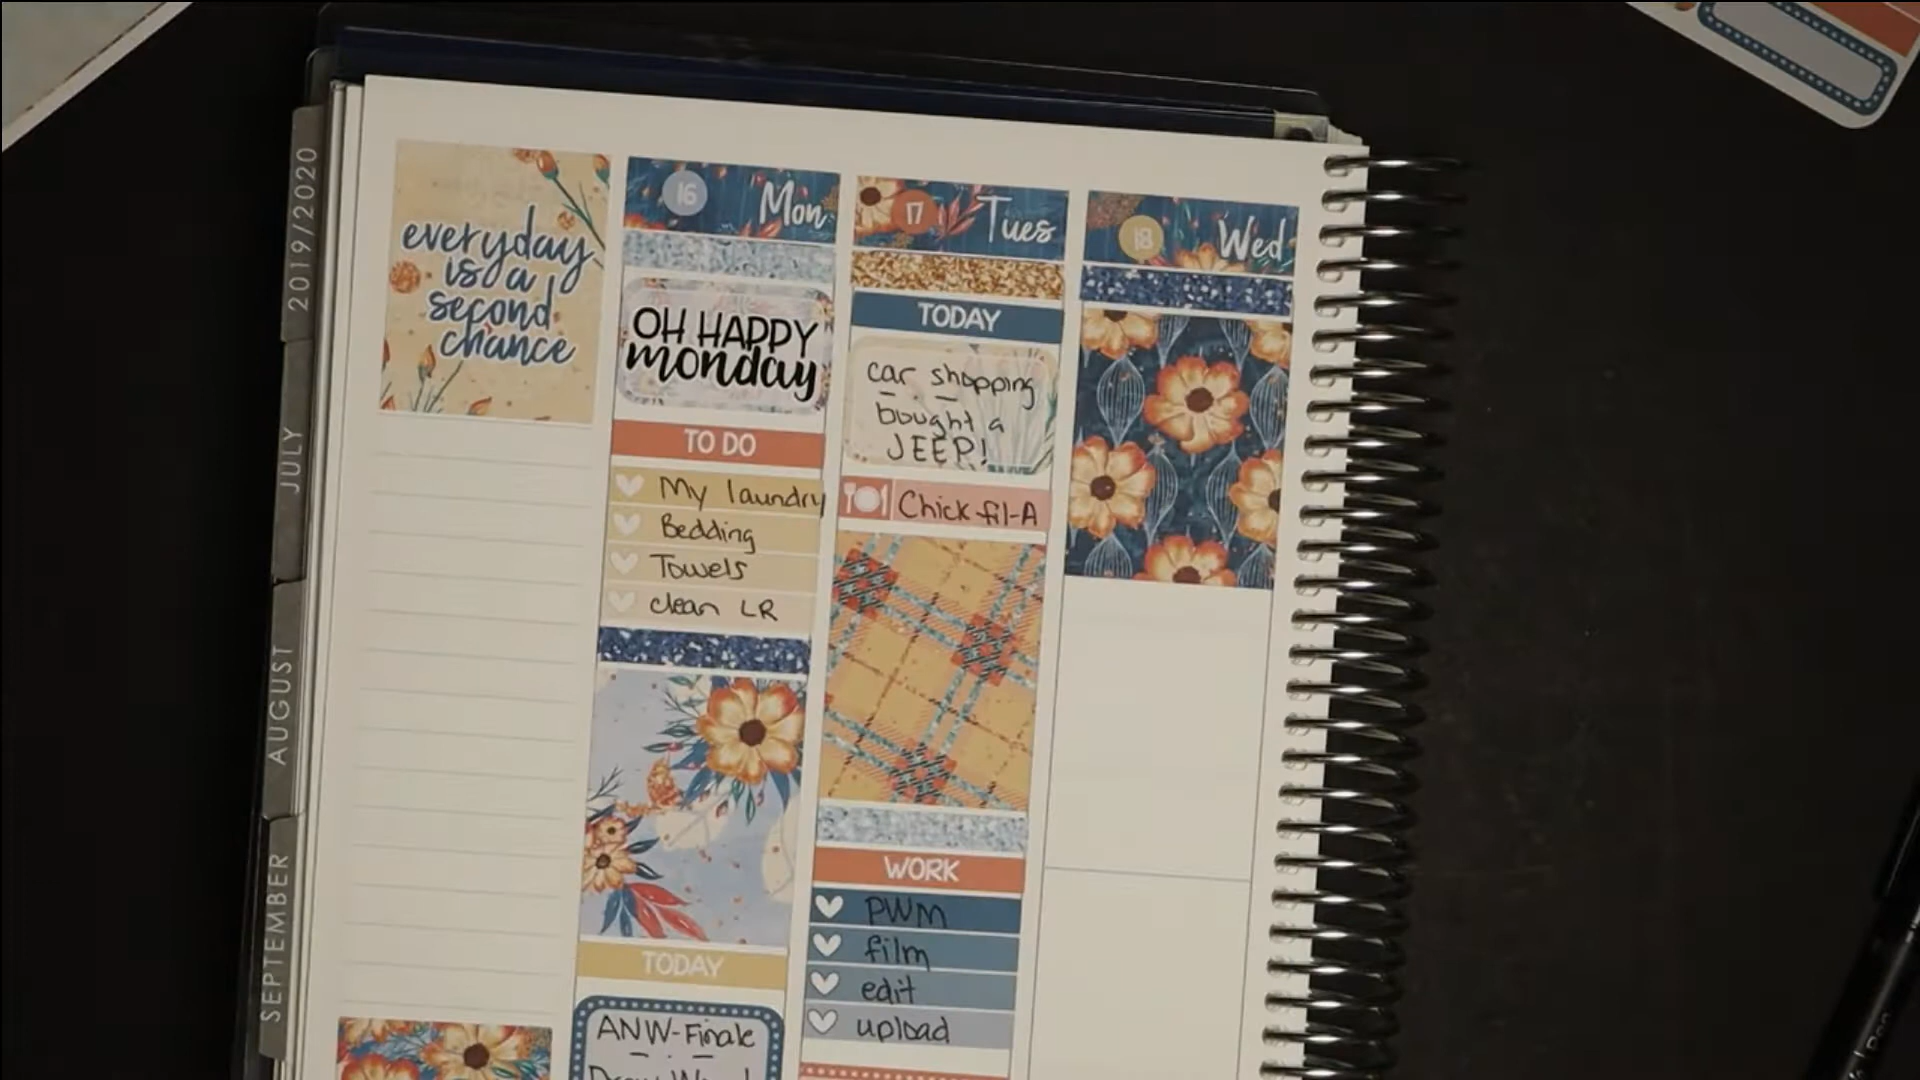 2019/2020
JULY
AUGUST
SEPTEMBER
everyday
is a
second
chance
16 Mon
OH HAPPY
monday
TO DO
My laundry
Bedding
Towels
clean LR
TODAY
ANW-Finale
17 Tues
TODAY
car shopping
bought a
JEEP!
Chick-fil-A
WORK
PWM
film
edit
upload
18 Wed